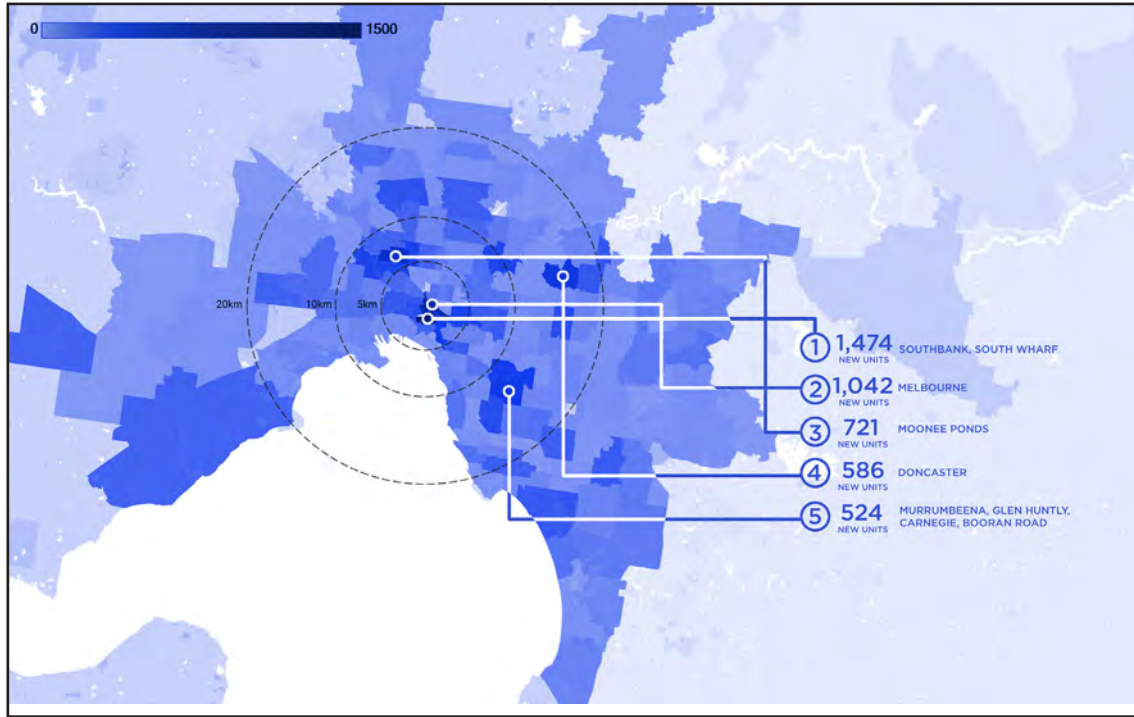 0 1500
20km 10km 5km
1 1,474 SOUTHBANK, SOUTH WHARF
NEW UNITS
2 1,042 MELBOURNE
NEW UNITS
3 721 MOONEE PONDS
NEW UNITS
4 586 DONCASTER
NEW UNITS
5 524 MURRUMBEENA, GLEN HUNTLY,
NEW UNITS CARNEGIE, BOORAN ROAD